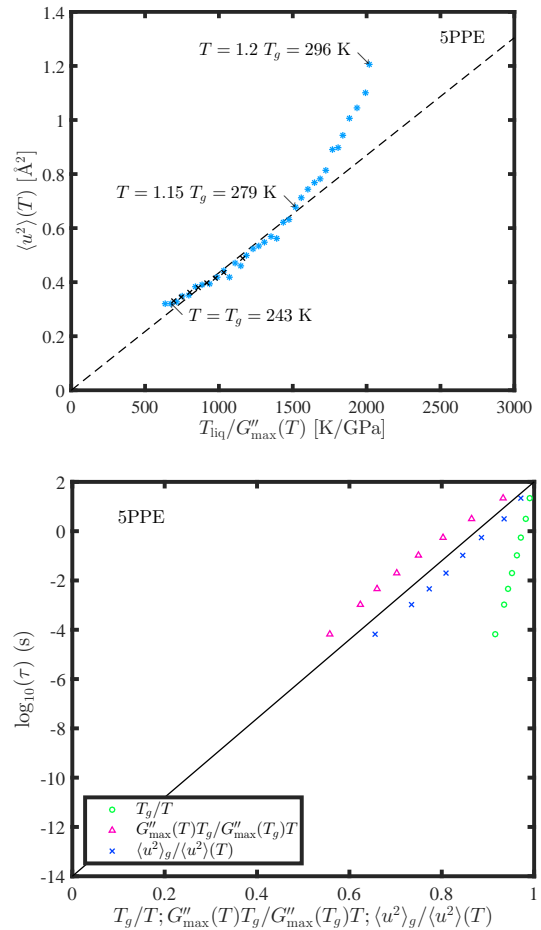 1.4
5PPE
T = 1.2 T_g = 296 K
1.2
1
0.8
T = 1.15 T_g = 279 K
0.6
0.4
T = T_g = 243 K
0.2
0
0 500 1000 1500 2000 2500 3000
⟨u²⟩(T) [Å²]
T_liq/G″_max(T) [K/GPa]
2
5PPE
0
-2
-4
-6
-8
-10
-12
-14
log₁₀(τ) (s)
T_g/T
G″_max(T)T_g/G″_max(T_g)T
⟨u²⟩_g/⟨u²⟩(T)
0 0.2 0.4 0.6 0.8 1
T_g/T; G″_max(T)T_g/G″_max(T_g)T; ⟨u²⟩_g/⟨u²⟩(T)